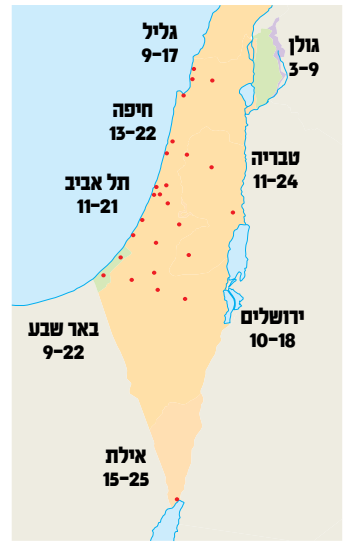 גליל
9-17
גולן
3-9
חיפה
13-22
טבריה
11-24
תל אביב
11-21
ירושלים
10-18
באר שבע
9-22
אילת
15-25